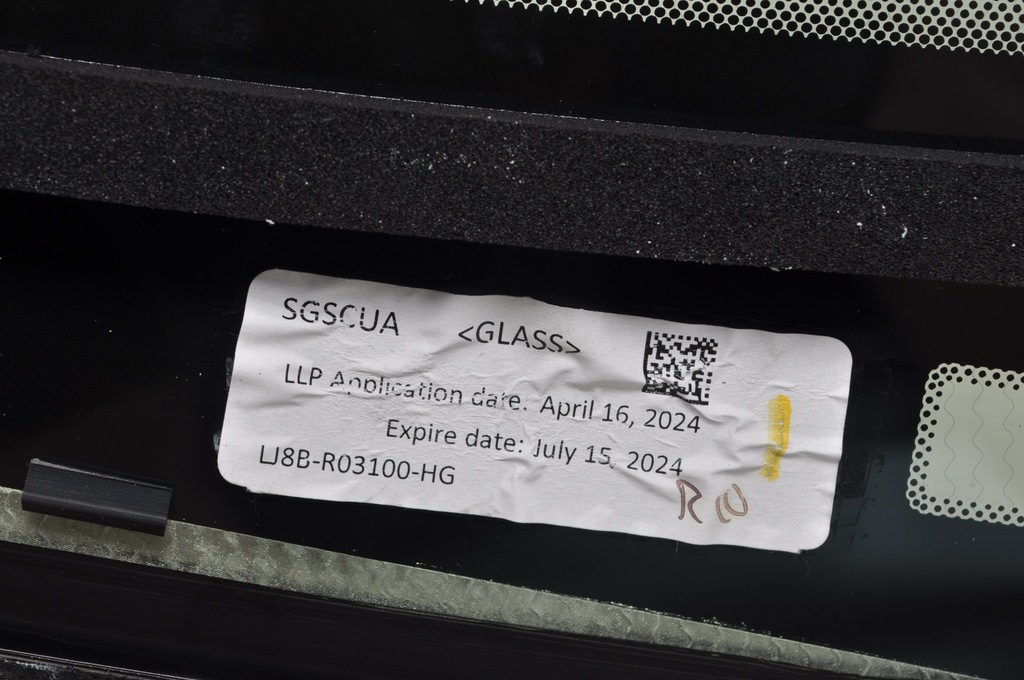 SGSCUA <GLASS>
LLP Application date: April 16, 2024
Expire date: July 15, 2024
LJ8B-R03100-HG
R